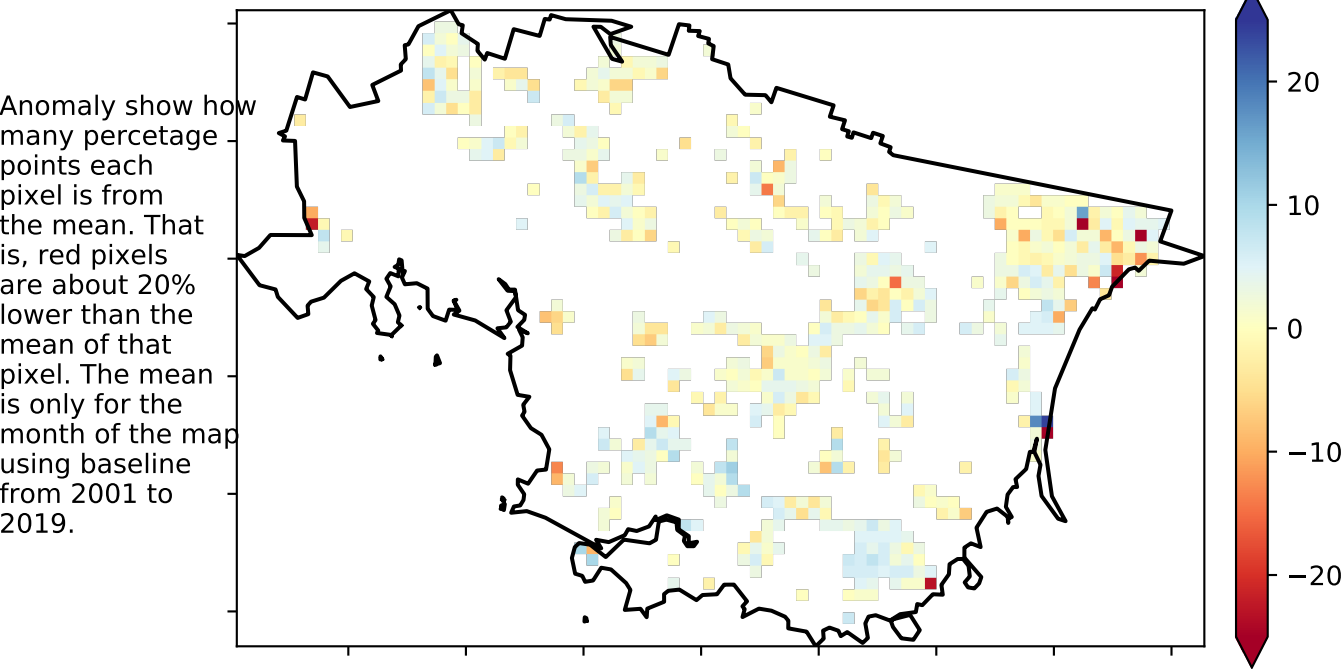 Anomaly show how
many percetage
points each
pixel is from
the mean. That
is, red pixels
are about 20%
lower than the
mean of that
pixel. The mean
is only for the
month of the map
using baseline
from 2001 to
2019.
20
10
0
−10
−20